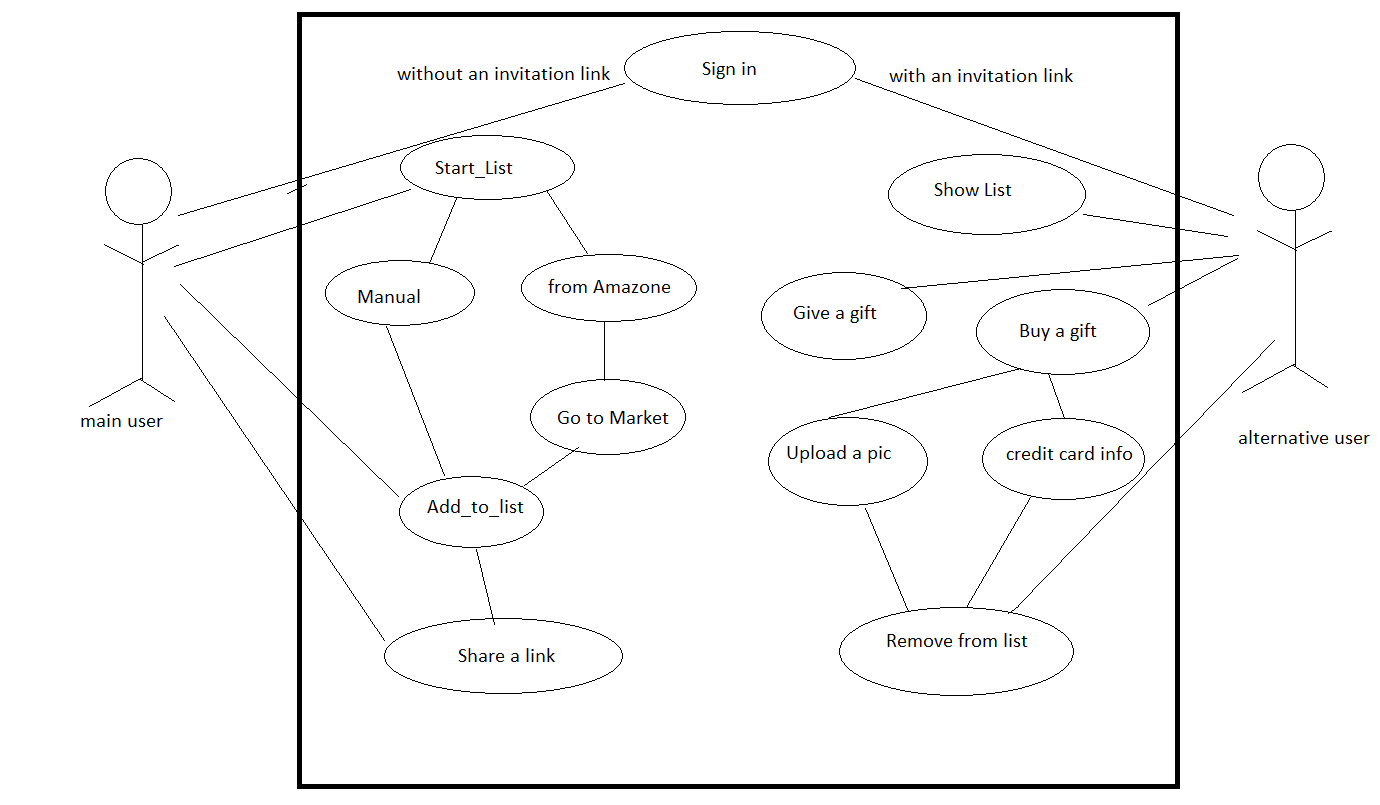 Sign in
without an invitation link
with an invitation link
Start_List
Show List
Manual
from Amazone
Give a gift
Buy a gift
Go to Market
main user
alternative user
Upload a pic
credit card info
Add_to_list
Share a link
Remove from list